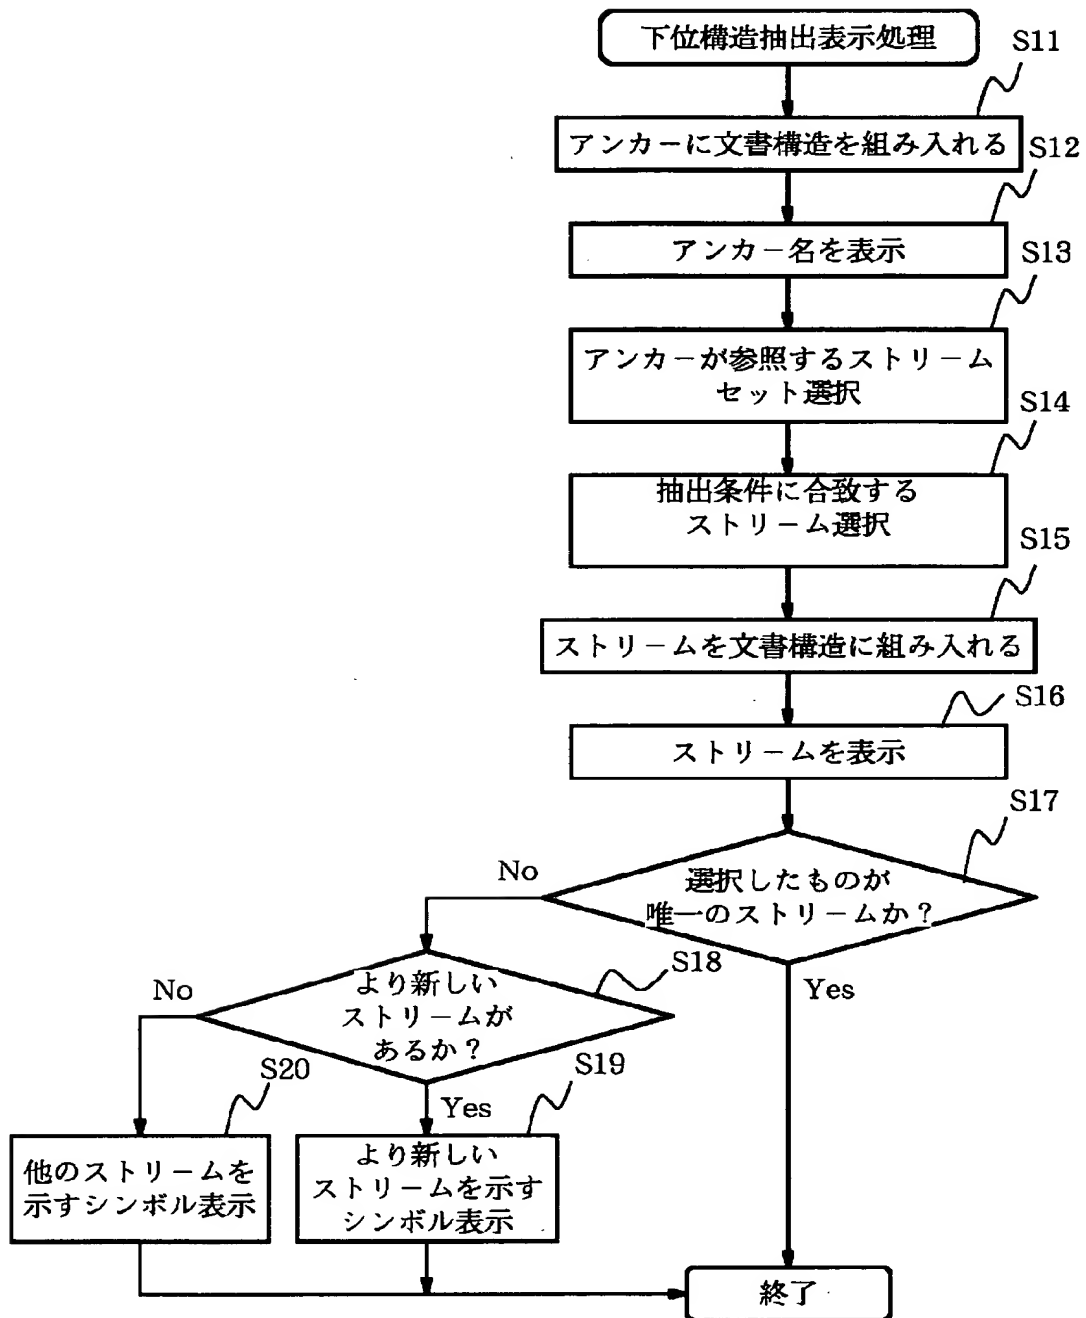 下位構造抽出表示処理
S11
アンカーに文書構造を組み入れる
S12
アンカー名を表示
S13
アンカーが参照するストリーム
セット選択
S14
抽出条件に合致する
ストリーム選択
S15
ストリームを文書構造に組み入れる
S16
ストリームを表示
S17
選択したものが
唯一のストリームか?
No
Yes
S18
より新しい
ストリームが
あるか?
No
Yes
S20
他のストリームを
示すシンボル表示
S19
より新しい
ストリームを示す
シンボル表示
終了